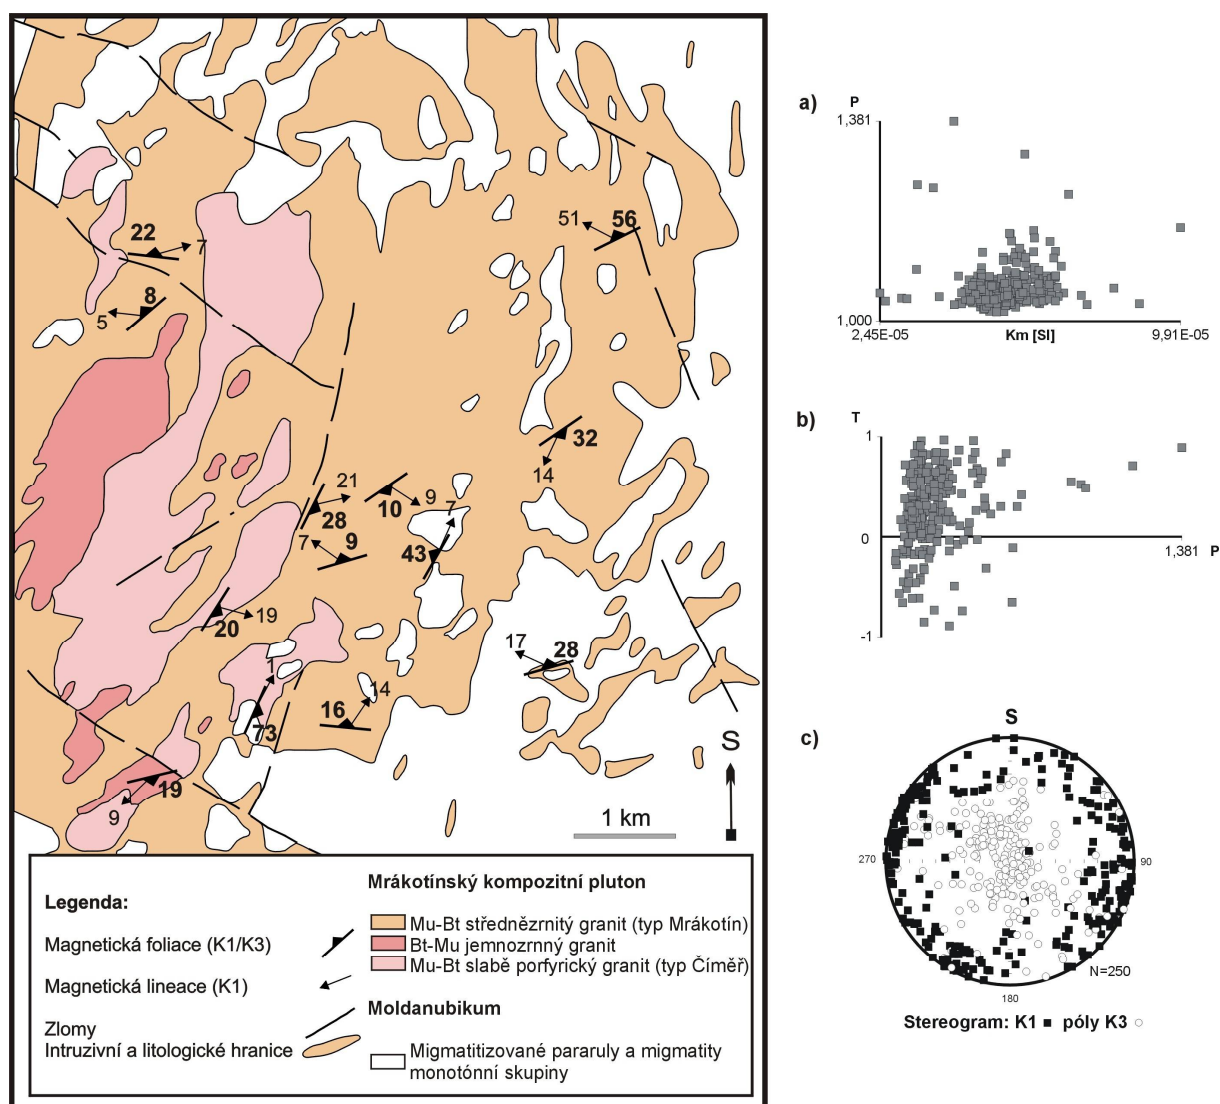 22
7
8
5
51
56
32
14
21
28
10
9
7
7
9
43
20
19
1
73
14
16
17
28
19
9
S
1 km
Legenda:
Magnetická foliace (K1/K3)
Magnetická lineace (K1)
Zlomy
Intruzivní a litologické hranice
Mrákotínský kompozitní pluton
Mu-Bt střednězrnitý granit (typ Mrákotín)
Bt-Mu jemnozrnný granit
Mu-Bt slabě porfyrický granit (typ Číměř)
Moldanubikum
Migmatitizované pararuly a migmatity
monotónní skupiny
a)
P
1,381
1,000
2,45E-05
Km [SI]
9,91E-05
b)
T
1
0
-1
1,381 P
c)
S
270
90
N=250
180
Stereogram: K1 póly K3